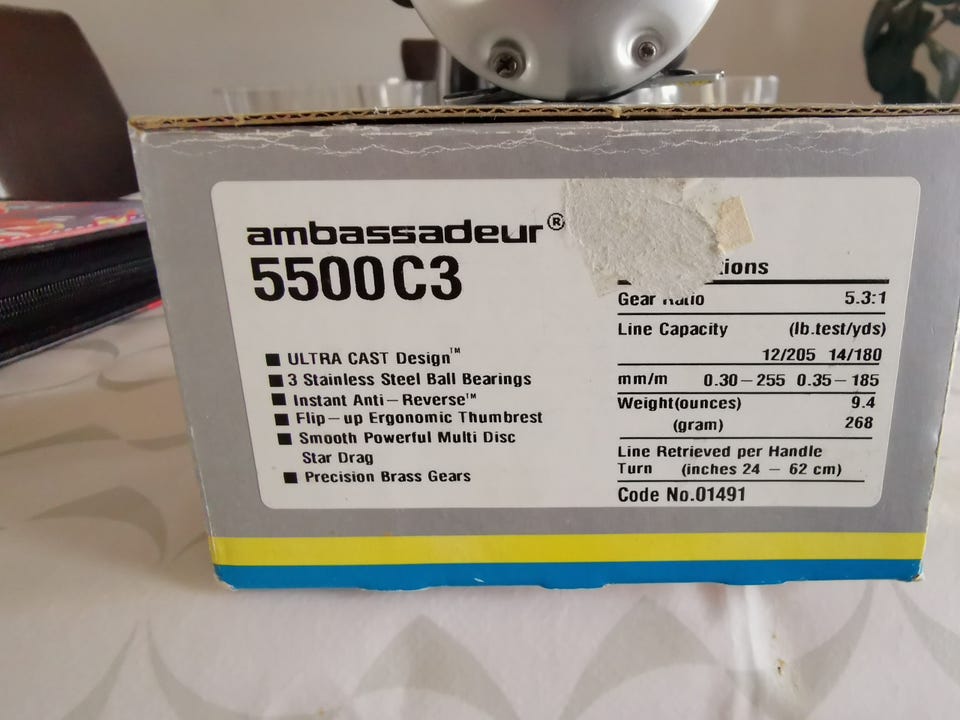 ambassadeur®
5500C3
■ ULTRA CAST Design™
■ 3 Stainless Steel Ball Bearings
■ Instant Anti-Reverse™
■ Flip-up Ergonomic Thumbrest
■ Smooth Powerful Multi Disc
Star Drag
■ Precision Brass Gears
Gear Ratio 5.3:1
Line Capacity (lb.test/yds)
12/205 14/180
mm/m 0.30-255 0.35-185
Weight(ounces) 9.4
(gram) 268
Line Retrieved per Handle
Turn (inches 24 - 62 cm)
Code No.01491